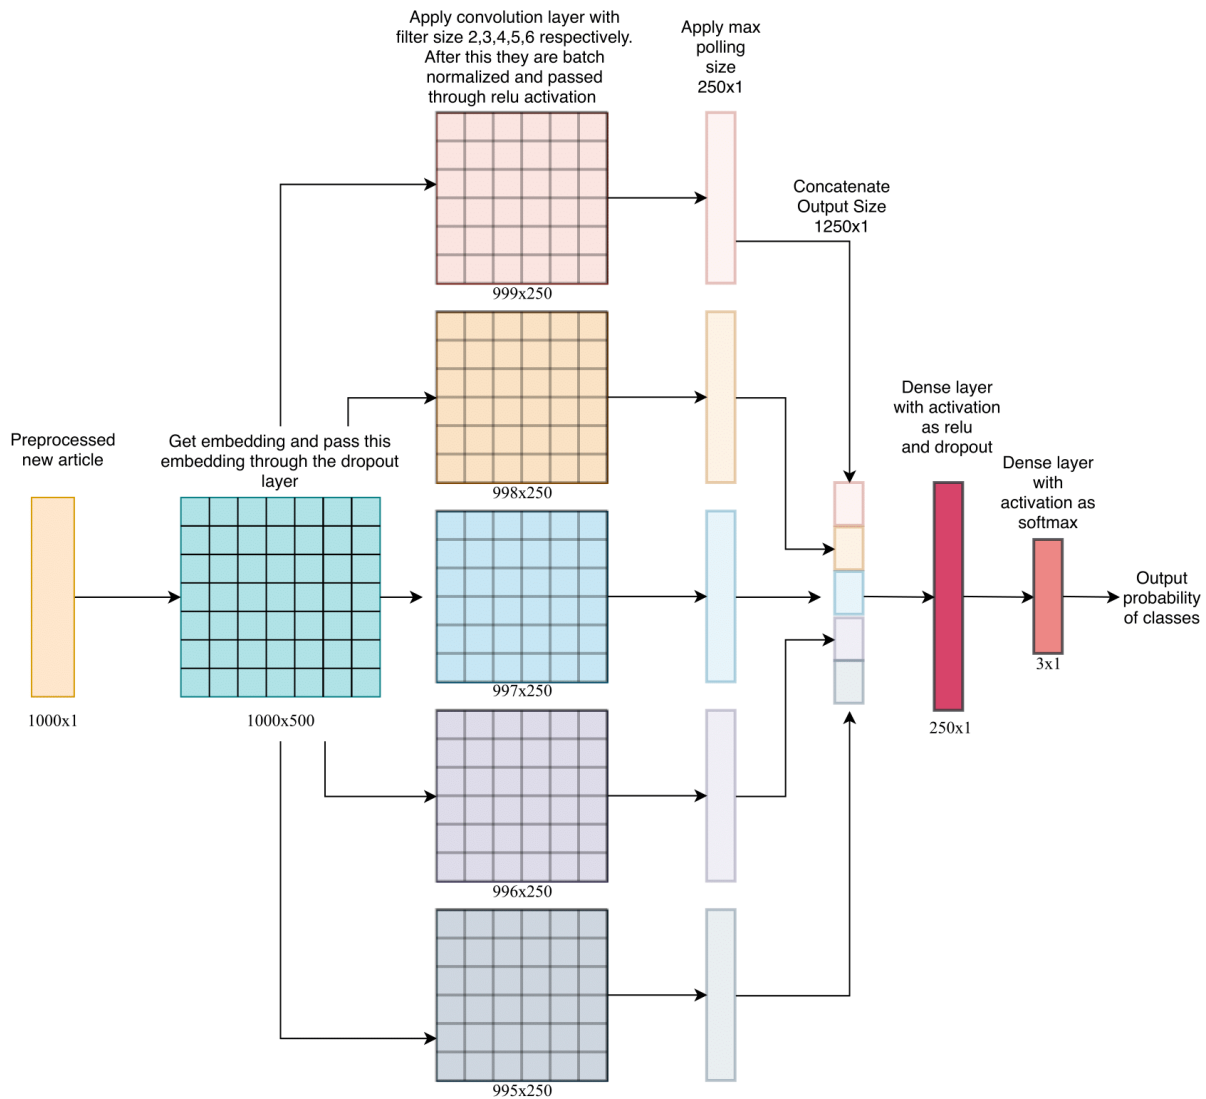 Apply convolution layer with
filter size 2,3,4,5,6 respectively.
After this they are batch
normalized and passed
through relu activation
Apply max
polling
size
250x1
999x250
Concatenate
Output Size
1250x1
998x250
Preprocessed
new article
Get embedding and pass this
embedding through the dropout
layer
1000x1
1000x500
997x250
996x250
995x250
Dense layer
with activation
as relu
and dropout
250x1
Dense layer
with
activation as
softmax
3x1
Output
probability
of classes